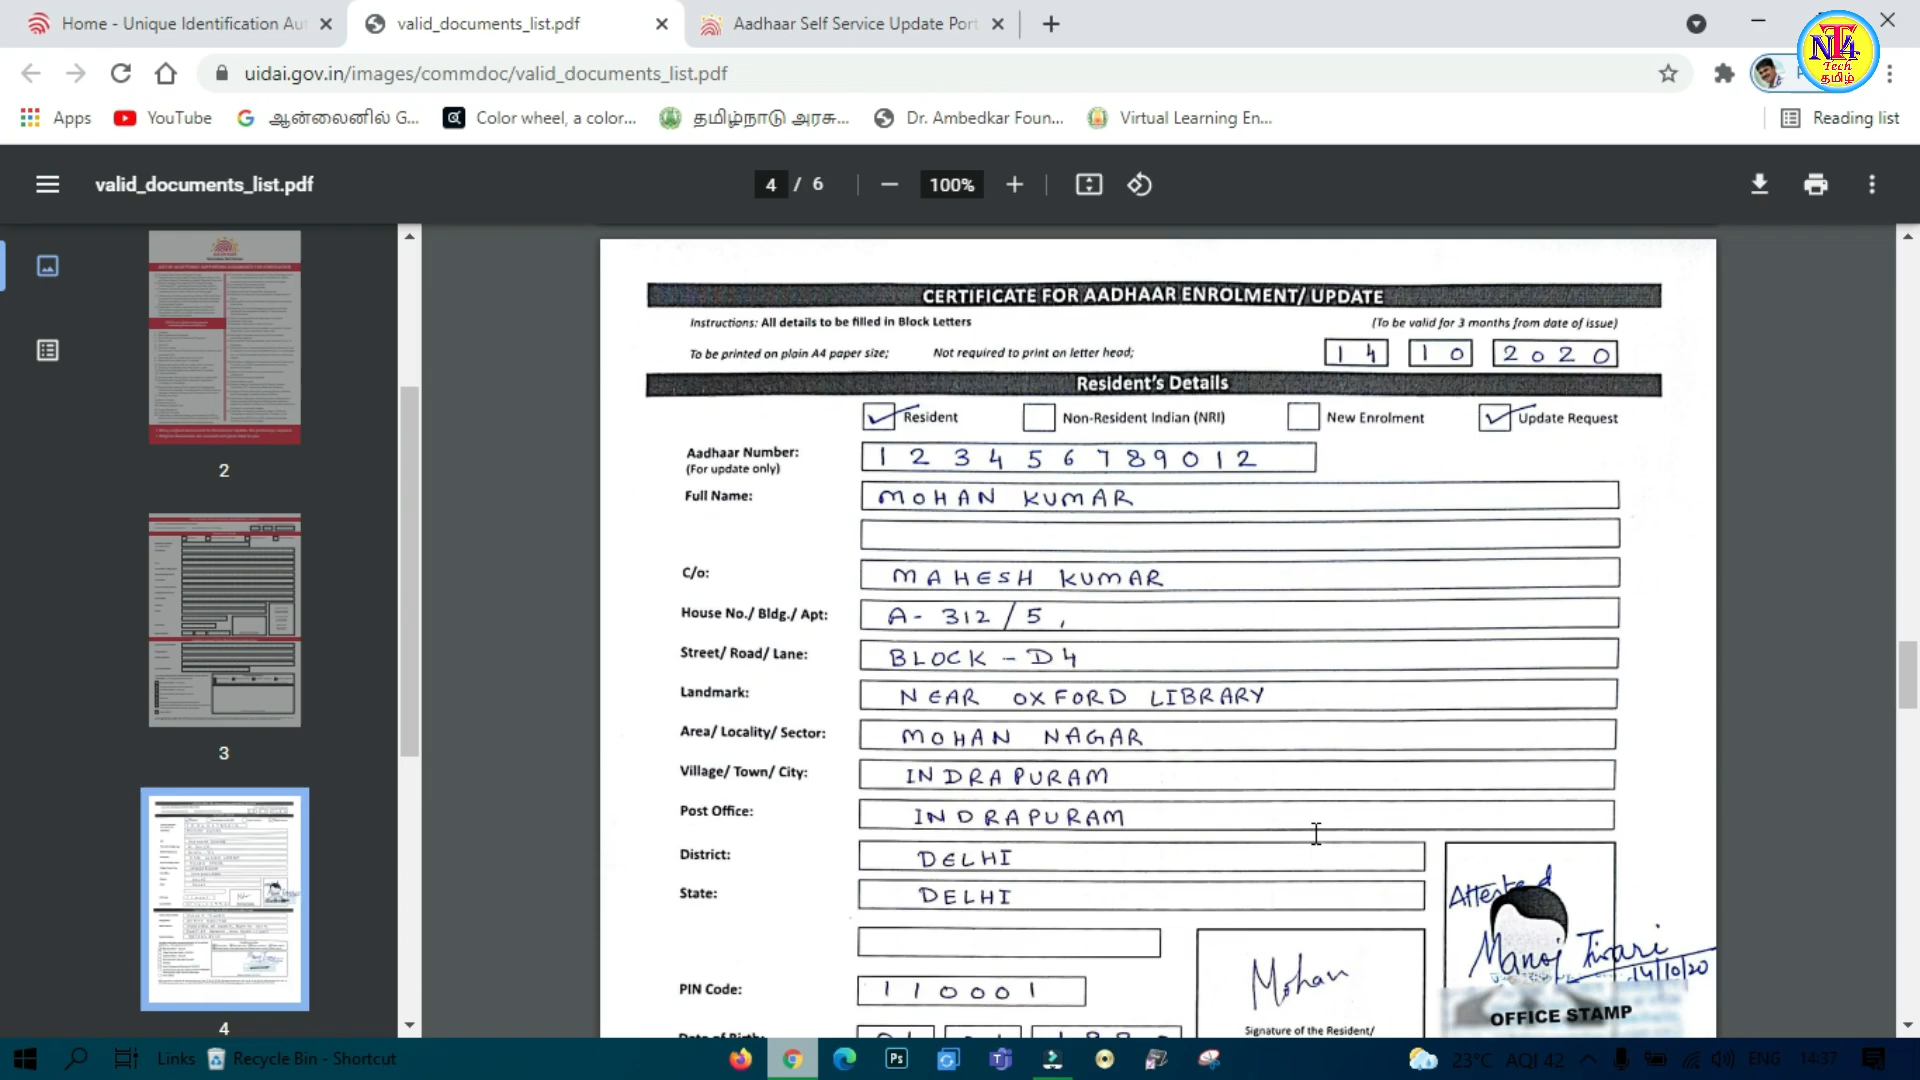 Home - Unique Identification Au
valid_documents_list.pdf
Aadhaar Self Service Update Port
NT4
Tech
தமிழ்
uidai.gov.in/images/commdoc/valid_documents_list.pdf
P
Apps
YouTube
ஆன்லைனில் G...
Color wheel, a color...
தமிழ்நாடு அரசு...
Dr. Ambedkar Foun...
Virtual Learning En...
Reading list
valid_documents_list.pdf
4 / 6
100%
2
3
4
CERTIFICATE FOR AADHAAR ENROLMENT/ UPDATE
Instructions: All details to be filled in Block Letters
(To be valid for 3 months from date of issue)
To be printed on plain A4 paper size; Not required to print on letter head;
14 10 2020
Resident's Details
Resident Non-Resident Indian (NRI) New Enrolment Update Request
Aadhaar Number: 1 2 3 4 5 6 7 8 9 0 1 2
(For update only)
Full Name: MOHAN KUMAR
C/o: MAHESH KUMAR
House No./ Bldg./ Apt: A- 312 / 5 ,
Street/ Road/ Lane: BLOCK - D4
Landmark: NEAR OXFORD LIBRARY
Area/ Locality/ Sector: MOHAN NAGAR
Village/ Town/ City: INDRAPURAM
Post Office: INDRAPURAM
District: DELHI
State: DELHI
Attested
Manoj Tiwari
14/10/20
OFFICE STAMP
PIN Code: 1 1 0 0 0 1
Mohan
Signature of the Resident/
Date of Birth:
Links
Recycle Bin - Shortcut
23°C AQI 42
ENG
14:37